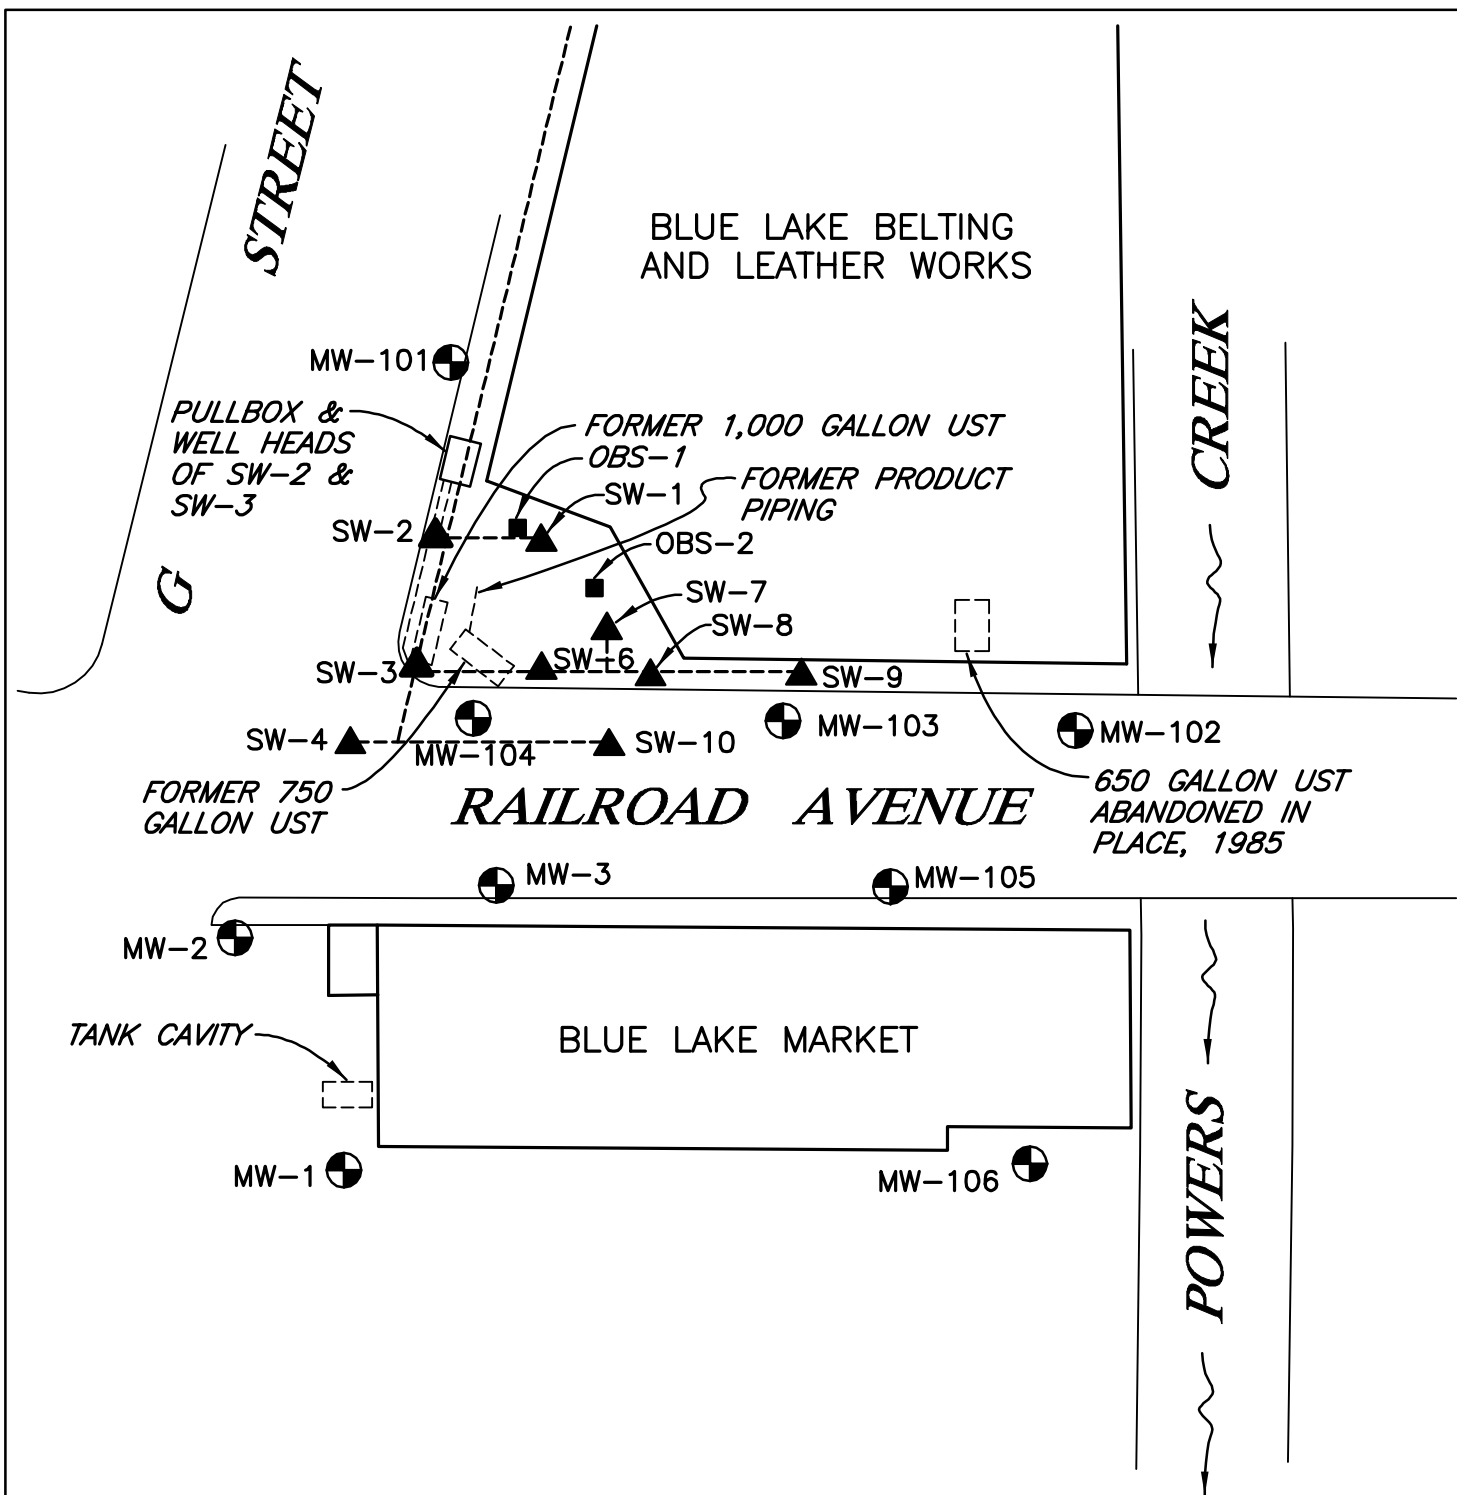 G STREET
BLUE LAKE BELTING
AND LEATHER WORKS
CREEK
MW-101
PULLBOX &
WELL HEADS
OF SW-2 &
SW-3
FORMER 1,000 GALLON UST
OBS-1
FORMER PRODUCT
PIPING
SW-1
SW-2
OBS-2
SW-7
SW-8
SW-6
SW-3
SW-9
SW-4
MW-104
SW-10
MW-103
MW-102
FORMER 750
GALLON UST
RAILROAD AVENUE
650 GALLON UST
ABANDONED IN
PLACE, 1985
MW-3
MW-105
MW-2
TANK CAVITY
BLUE LAKE MARKET
MW-1
MW-106
POWERS